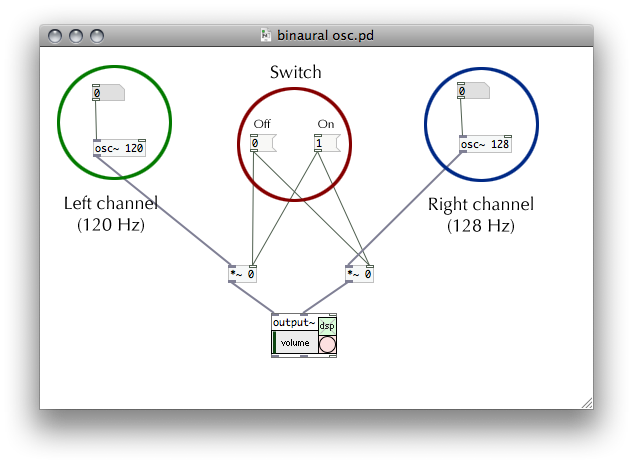 binaural osc.pd
Switch
0
0
Off
On
0
1
osc~ 120
osc~ 128
Left channel
(120 Hz)
Right channel
(128 Hz)
*~ 0
*~ 0
output~
dsp
volume